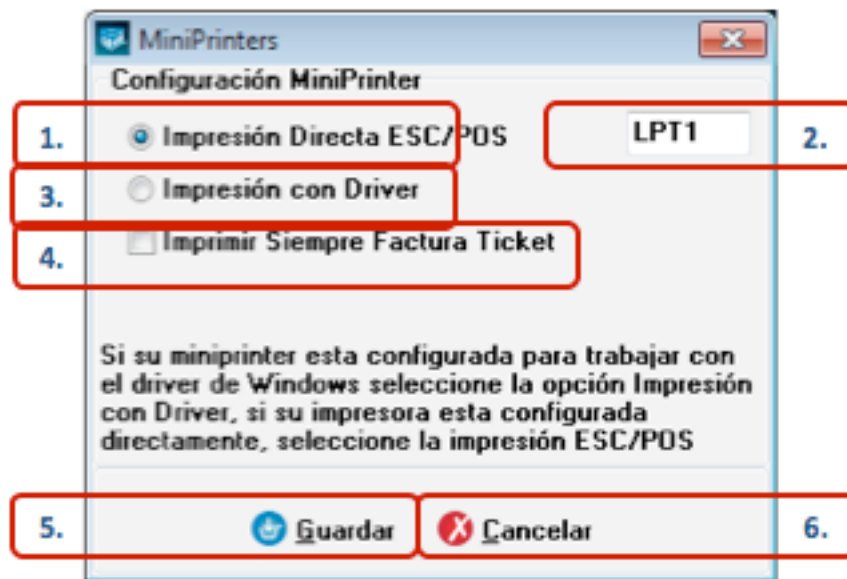 MiniPrinters
Configuración MiniPrinter
1. Impresión Directa ESC/POS LPT1 2.
3. Impresión con Driver
4. Imprimir Siempre Factura Ticket
Si su miniprinter esta configurada para trabajar con
el driver de Windows seleccione la opción Impresión
con Driver, si su impresora esta configurada
directamente, seleccione la impresión ESC/POS
5. Guardar Cancelar 6.